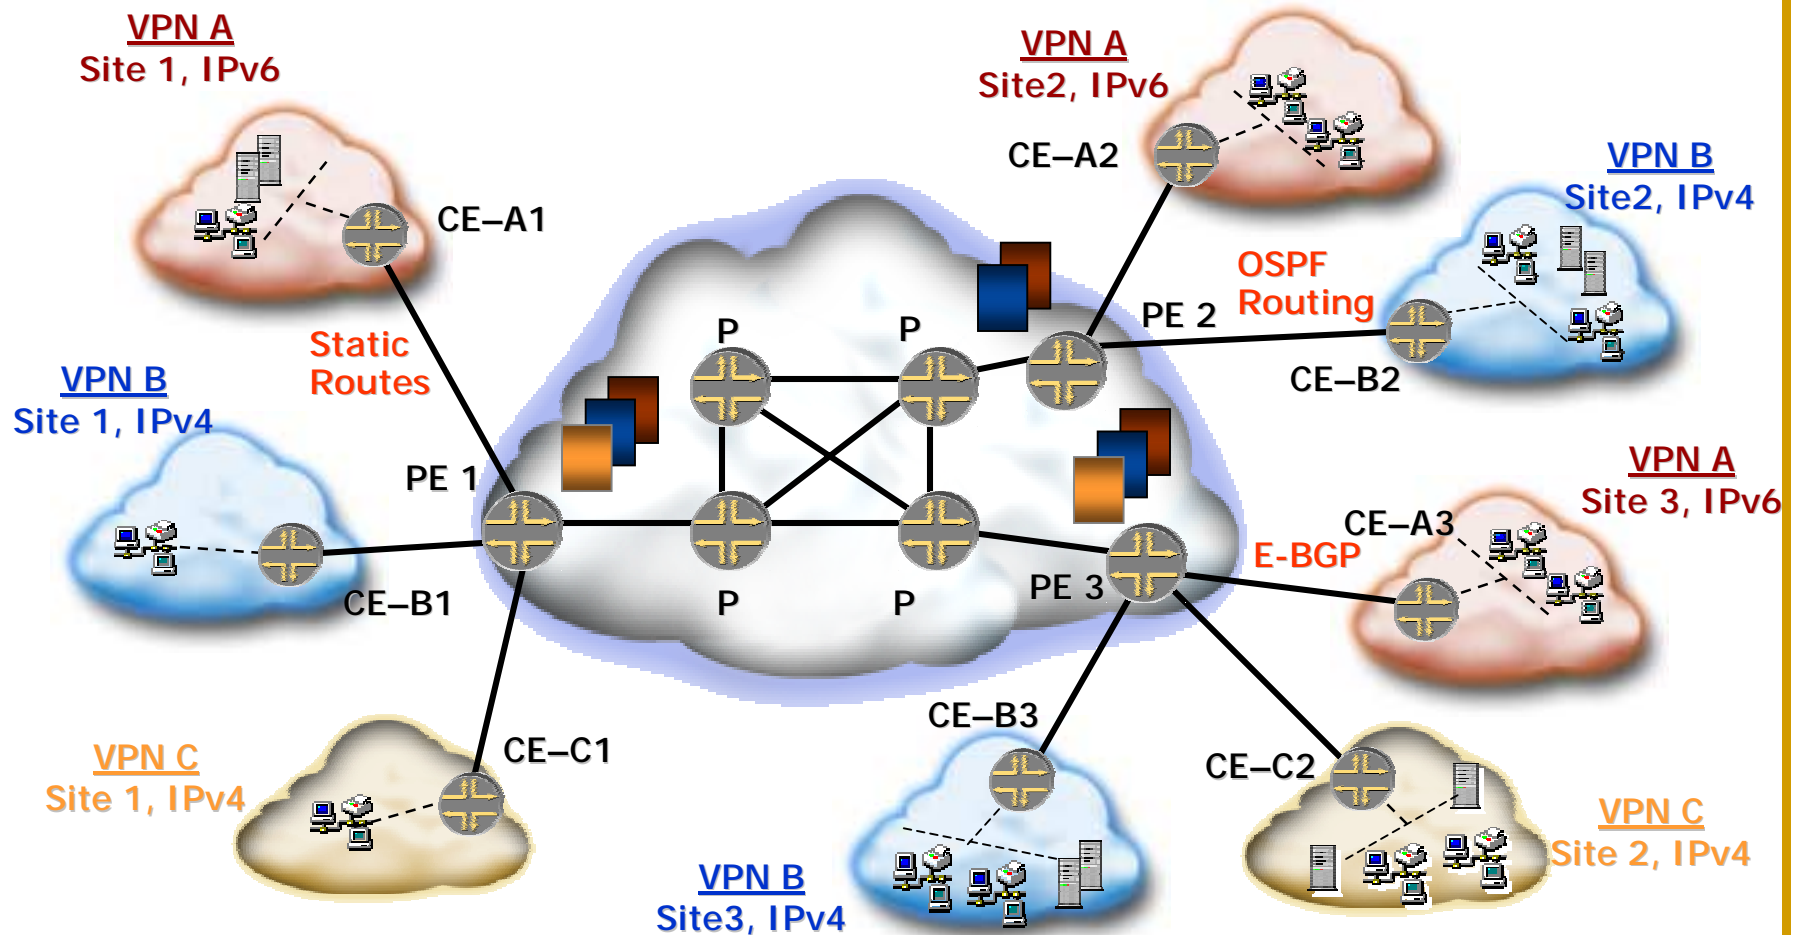 VPN A
Site 1, IPv6
VPN A
Site2, IPv6
CE–A2
VPN B
Site2, IPv4
CE–A1
OSPF
Routing
PE 2
P
P
Static
Routes
CE–B2
VPN B
Site 1, IPv4
PE 1
VPN A
Site 3, IPv6
CE–A3
E-BGP
PE 3
CE–B1
P
P
CE–B3
CE–C1
CE–C2
VPN C
Site 1, IPv4
VPN C
Site 2, IPv4
VPN B
Site3, IPv4